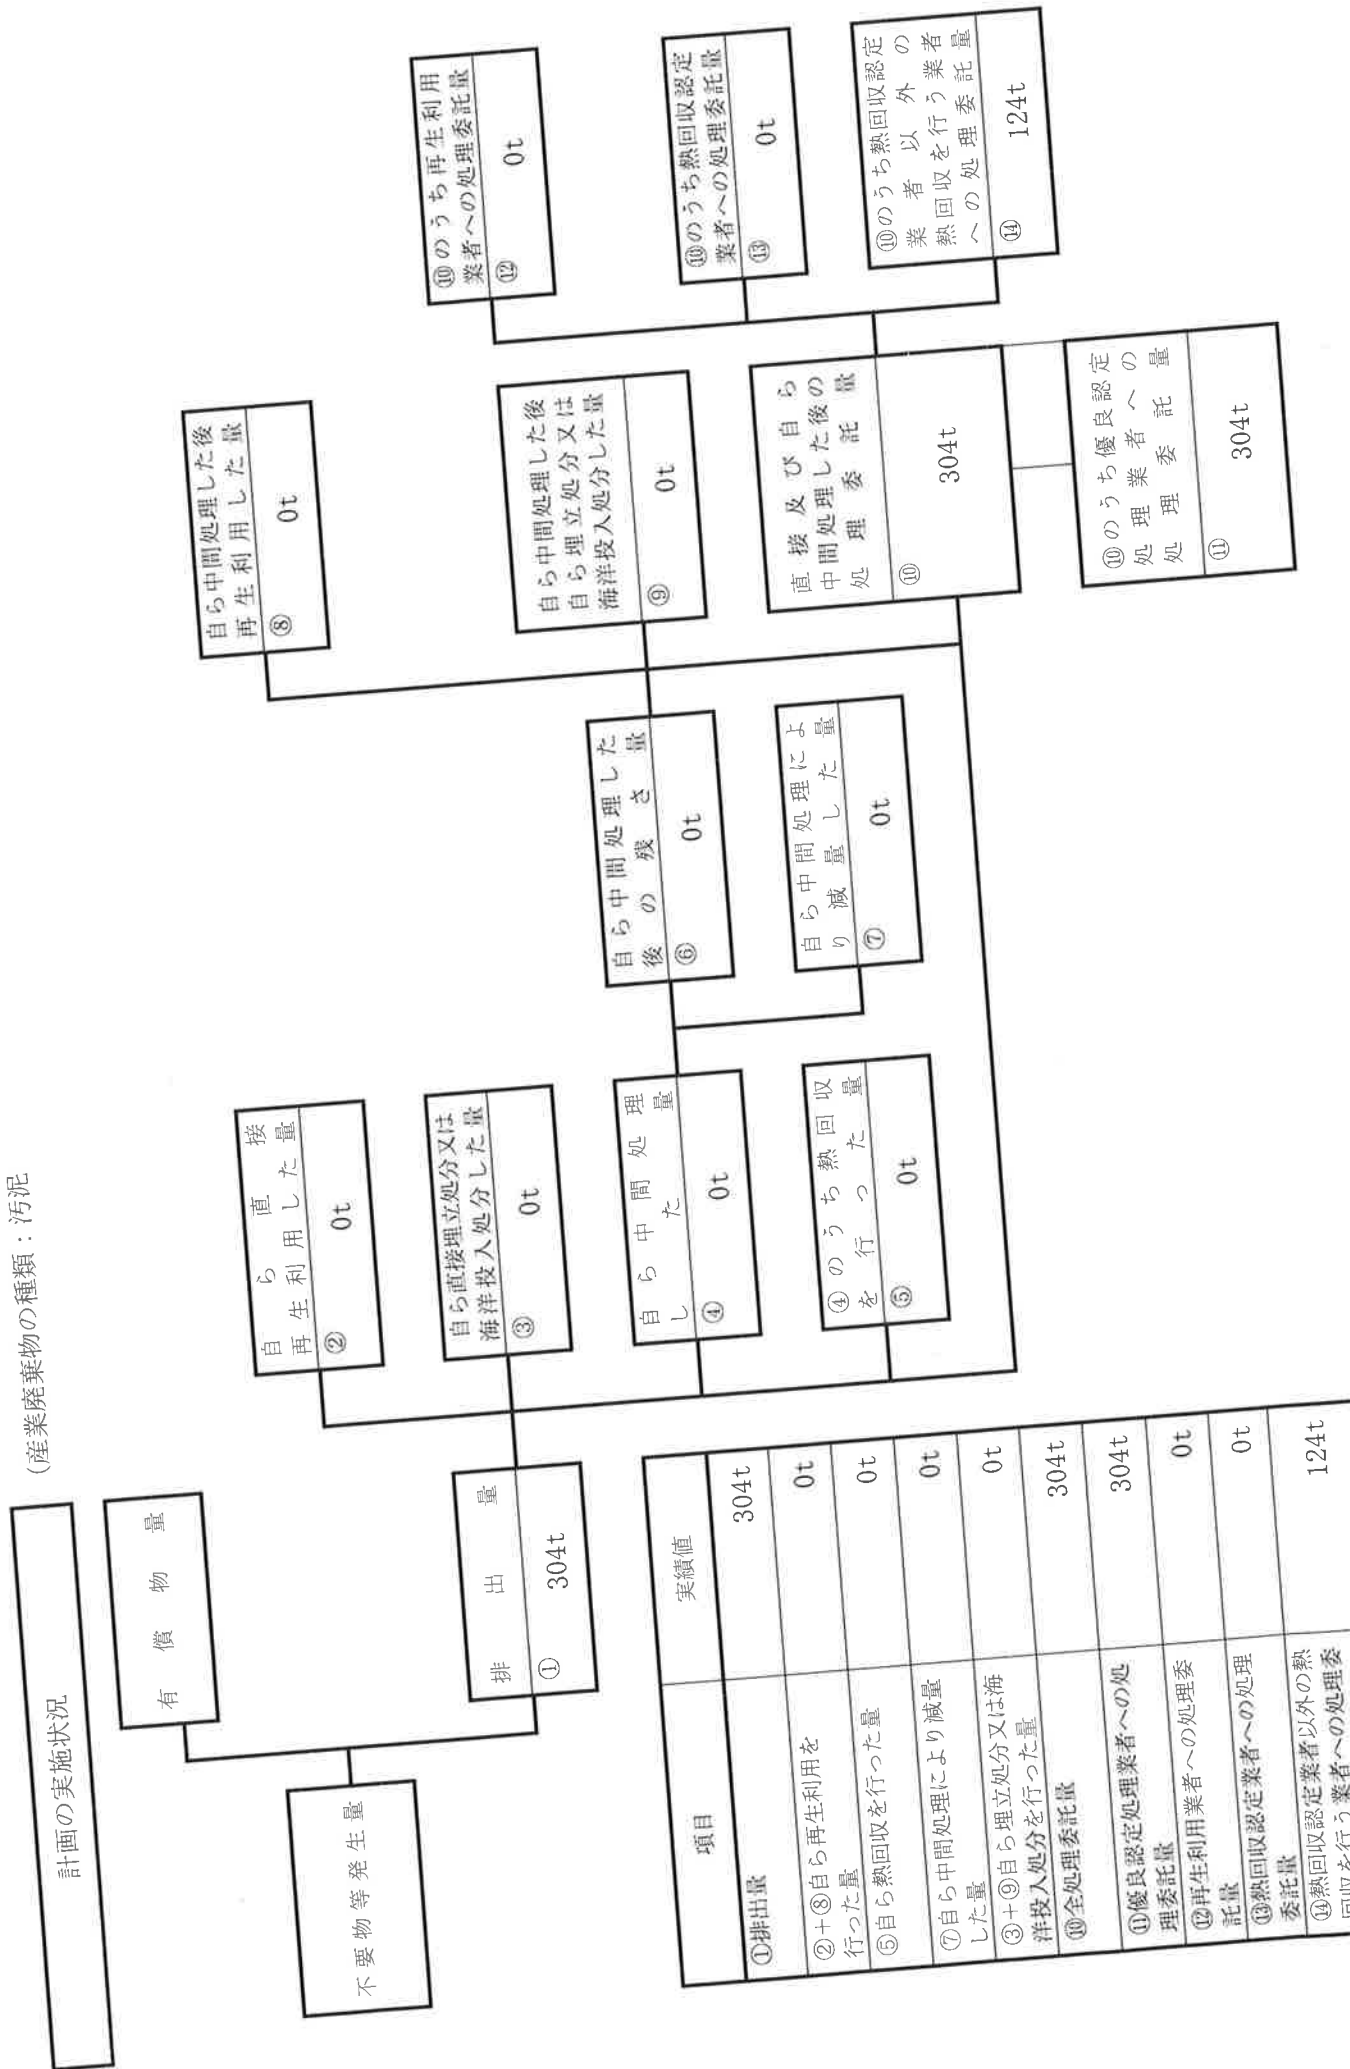 計画の実施状況
(産業廃棄物の種類：汚泥
有償物量
不要物等発生量
排出量
①
304t
自ら直接
再生利用した量
②
0t
自ら直接埋立処分又は
海洋投入処分した量
③
0t
自ら中間処理
した量
④
0t
④のうち熱回収
を行った量
⑤
0t
自ら中間処理した
後の残さ量
⑥
0t
自ら中間処理によ
り減量した量
⑦
0t
自ら中間処理した後
再生利用した量
⑧
0t
自ら中間処理した後
自ら埋立処分又は
海洋投入処分した量
⑨
0t
直接及び自ら
中間処理した後の
処理委託量
⑩
304t
⑩のうち優良認定
処理業者への
処理委託量
⑪
304t
⑩のうち再生利用
業者への処理委託量
⑫
0t
⑩のうち熱回収認定
業者への処理委託量
⑬
0t
⑩のうち熱回収認定
業者以外の
熱回収を行う業者
への処理委託量
⑭
124t
項目 実績値
①排出量 304t
②＋⑧自ら再生利用を
行った量 0t
⑤自ら熱回収を行った量 0t
⑦自ら中間処理により減量
した量 0t
③＋⑨自ら埋立処分又は海
洋投入処分を行った量 0t
⑩全処理委託量 304t
⑪優良認定処理業者への処
理委託量 304t
⑫再生利用業者への処理委
託量 0t
⑬熱回収認定業者への処理
委託量 0t
⑭熱回収認定業者以外の熱
回収を行う業者への処理委 124t